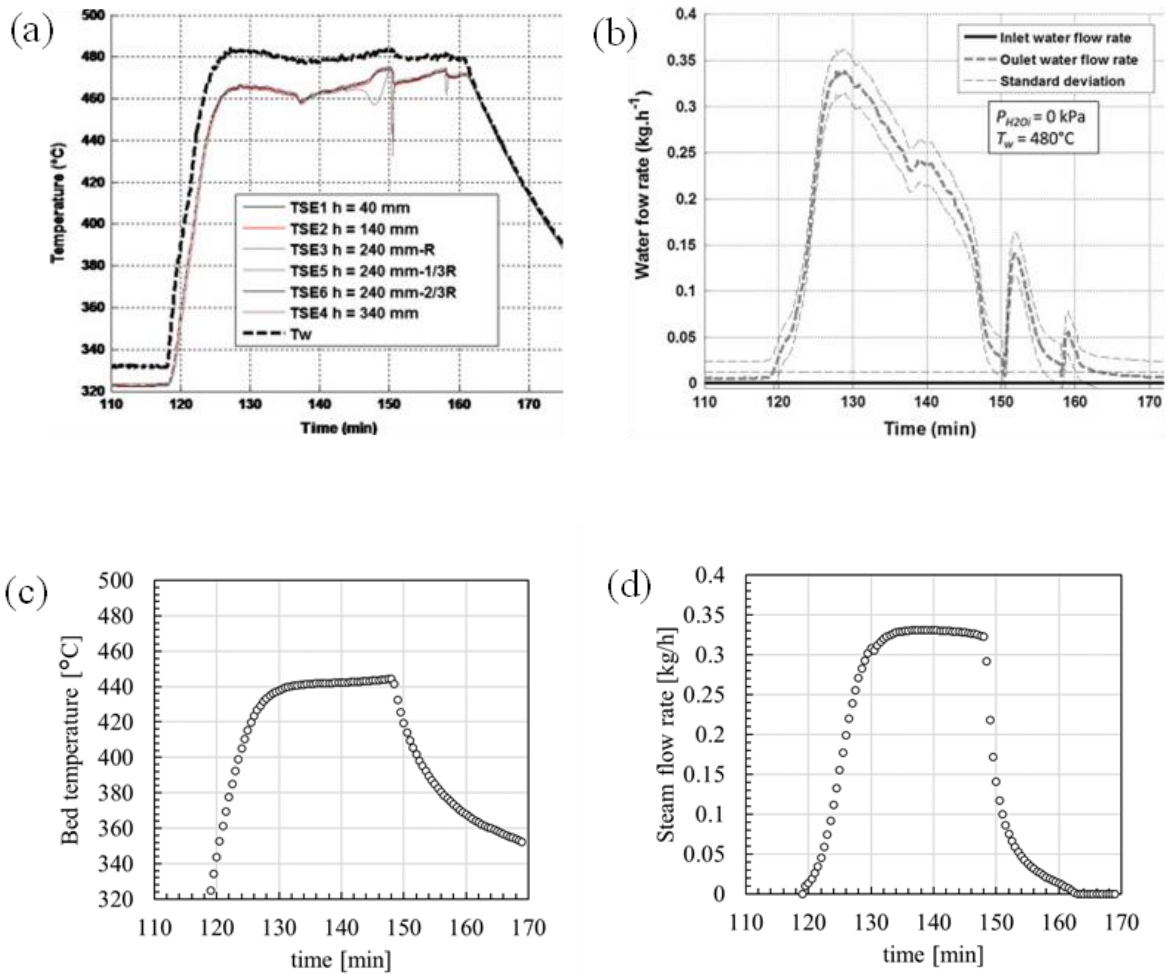 (a)
500
480
460
440
420
400
380
360
340
320
110
120
130
140
150
160
170
Temperature (°C)
Time (min)
TSE1 h = 40 mm
TSE2 h = 140 mm
TSE3 h = 240 mm-R
TSE5 h = 240 mm-1/3R
TSE6 h = 240 mm-2/3R
TSE4 h = 340 mm
Tw
(b)
0.4
0.35
0.3
0.25
0.2
0.15
0.1
0.05
0
110
120
130
140
150
160
170
Water fow rate (kg.h⁻¹)
Time (min)
Inlet water flow rate
Oulet water flow rate
Standard deviation
P_H2Oi = 0 kPa
T_w = 480°C
(c)
500
480
460
440
420
400
380
360
340
320
110
120
130
140
150
160
170
Bed temperature [°C]
time [min]
(d)
0.4
0.35
0.3
0.25
0.2
0.15
0.1
0.05
0
110
120
130
140
150
160
170
Steam flow rate [kg/h]
time [min]